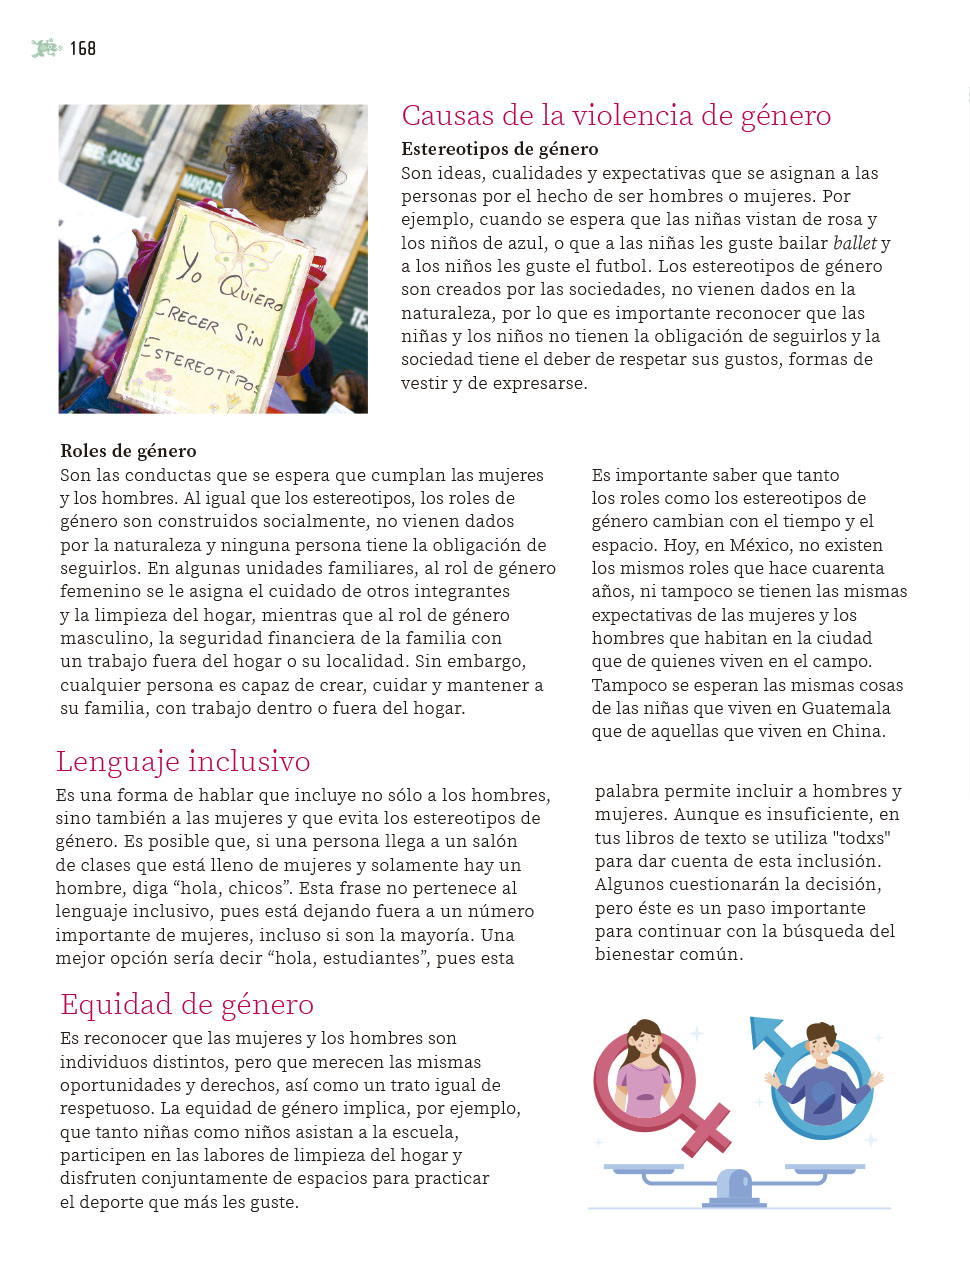 168
Causas de la violencia de género
Estereotipos de género
Son ideas, cualidades y expectativas que se asignan a las
personas por el hecho de ser hombres o mujeres. Por
ejemplo, cuando se espera que las niñas vistan de rosa y
los niños de azul, o que a las niñas les guste bailar ballet y
a los niños les guste el futbol. Los estereotipos de género
son creados por las sociedades, no vienen dados en la
naturaleza, por lo que es importante reconocer que las
niñas y los niños no tienen la obligación de seguirlos y la
sociedad tiene el deber de respetar sus gustos, formas de
vestir y de expresarse.
CASALS
MAYOR
Yo Quiero
Crecer Sin
Estereotipos
Roles de género
Son las conductas que se espera que cumplan las mujeres
y los hombres. Al igual que los estereotipos, los roles de
género son construidos socialmente, no vienen dados
por la naturaleza y ninguna persona tiene la obligación de
seguirlos. En algunas unidades familiares, al rol de género
femenino se le asigna el cuidado de otros integrantes
y la limpieza del hogar, mientras que al rol de género
masculino, la seguridad financiera de la familia con
un trabajo fuera del hogar o su localidad. Sin embargo,
cualquier persona es capaz de crear, cuidar y mantener a
su familia, con trabajo dentro o fuera del hogar.
Es importante saber que tanto
los roles como los estereotipos de
género cambian con el tiempo y el
espacio. Hoy, en México, no existen
los mismos roles que hace cuarenta
años, ni tampoco se tienen las mismas
expectativas de las mujeres y los
hombres que habitan en la ciudad
que de quienes viven en el campo.
Tampoco se esperan las mismas cosas
de las niñas que viven en Guatemala
que de aquellas que viven en China.
Lenguaje inclusivo
Es una forma de hablar que incluye no sólo a los hombres,
sino también a las mujeres y que evita los estereotipos de
género. Es posible que, si una persona llega a un salón
de clases que está lleno de mujeres y solamente hay un
hombre, diga “hola, chicos”. Esta frase no pertenece al
lenguaje inclusivo, pues está dejando fuera a un número
importante de mujeres, incluso si son la mayoría. Una
mejor opción sería decir “hola, estudiantes”, pues esta
palabra permite incluir a hombres y
mujeres. Aunque es insuficiente, en
tus libros de texto se utiliza "todxs"
para dar cuenta de esta inclusión.
Algunos cuestionarán la decisión,
pero éste es un paso importante
para continuar con la búsqueda del
bienestar común.
Equidad de género
Es reconocer que las mujeres y los hombres son
individuos distintos, pero que merecen las mismas
oportunidades y derechos, así como un trato igual de
respetuoso. La equidad de género implica, por ejemplo,
que tanto niñas como niños asistan a la escuela,
participen en las labores de limpieza del hogar y
disfruten conjuntamente de espacios para practicar
el deporte que más les guste.